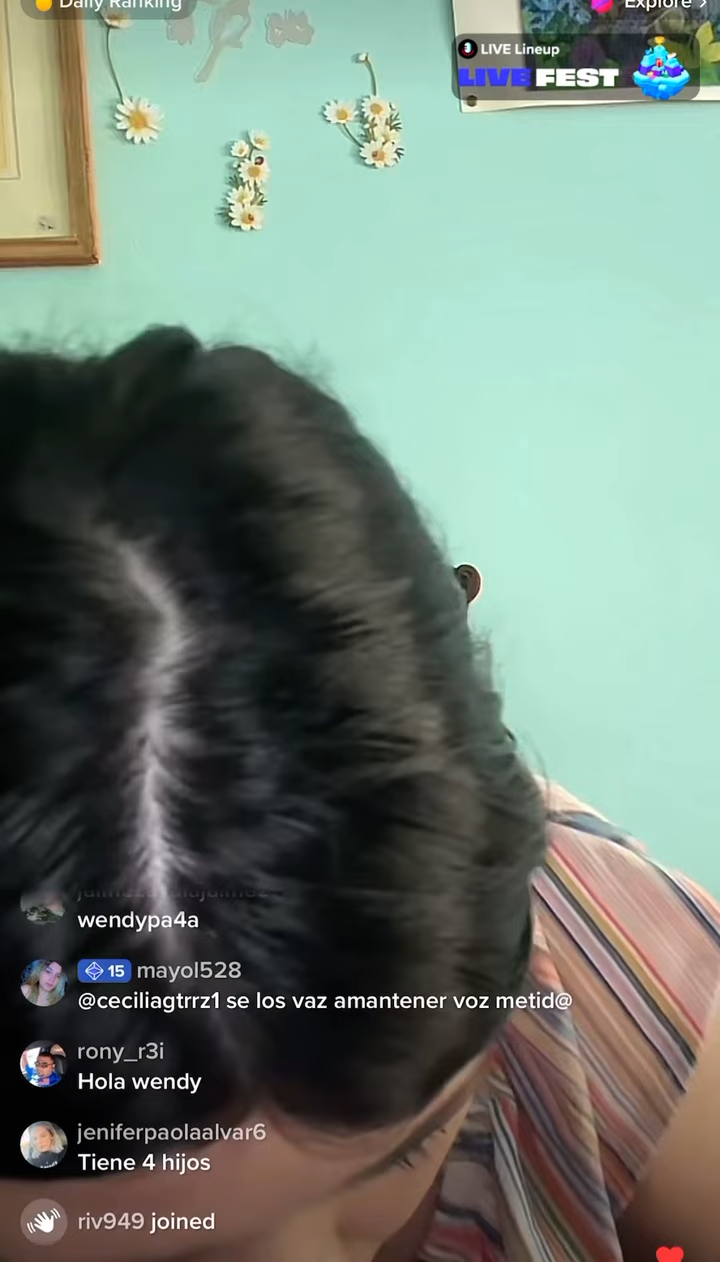 Daily Ranking
Explore >
LIVE Lineup
LIVE FEST
wendypa4a
15 mayol528
@ceciliagtrrz1 se los vaz amantener voz metid@
rony_r3i
Hola wendy
jeniferpaolaalvar6
Tiene 4 hijos
riv949 joined